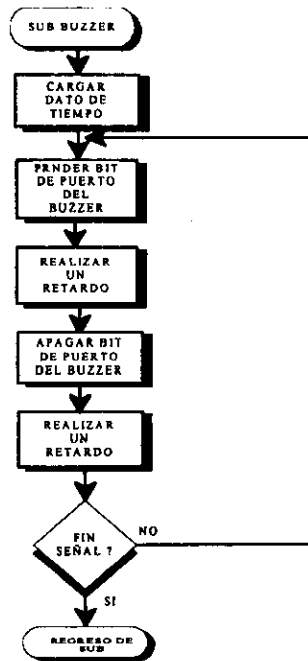 SUB BUZZER
CARGAR
DATO DE
TIEMPO
PRNDER BIT
DE PUERTO
DEL
BUZZER
REALIZAR
UN
RETARDO
APAGAR BIT
DE PUERTO
DEL BUZZER
REALIZAR
UN
RETARDO
FIN
SEÑAL ?
NO
SI
REGRESO DE
SUB